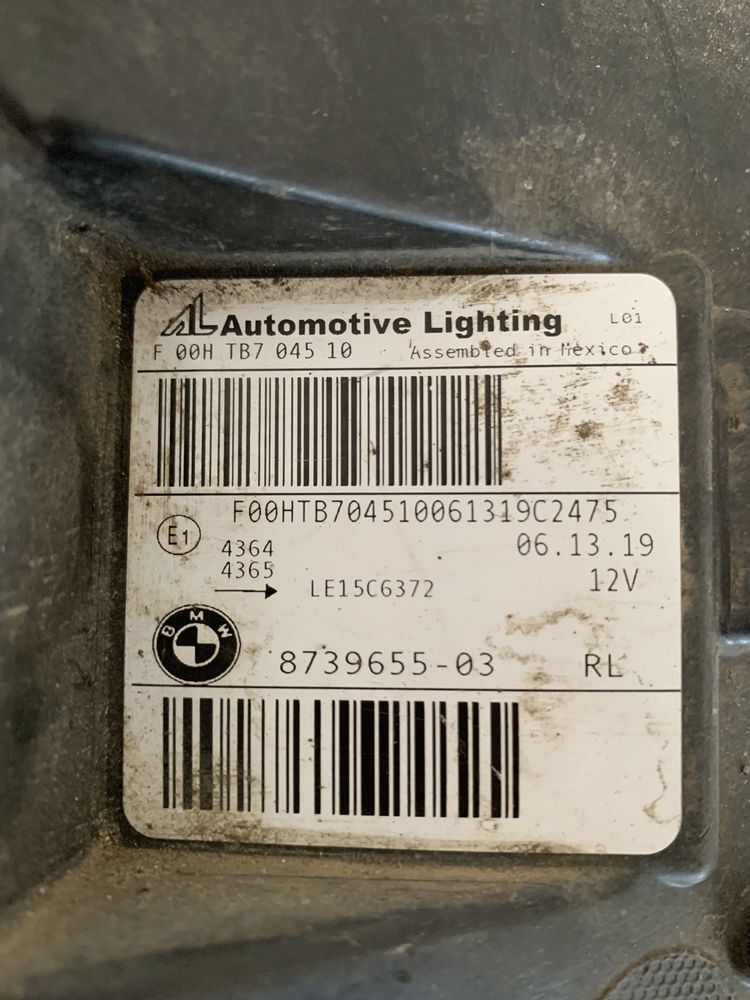 AL Automotive Lighting L01
F 00H TB7 045 10 Assembled in Mexico
F00HTB704510061319C2475
E1 4364 06.13.19
4365 LE15C6372 12V
BMW 8739655-03 RL